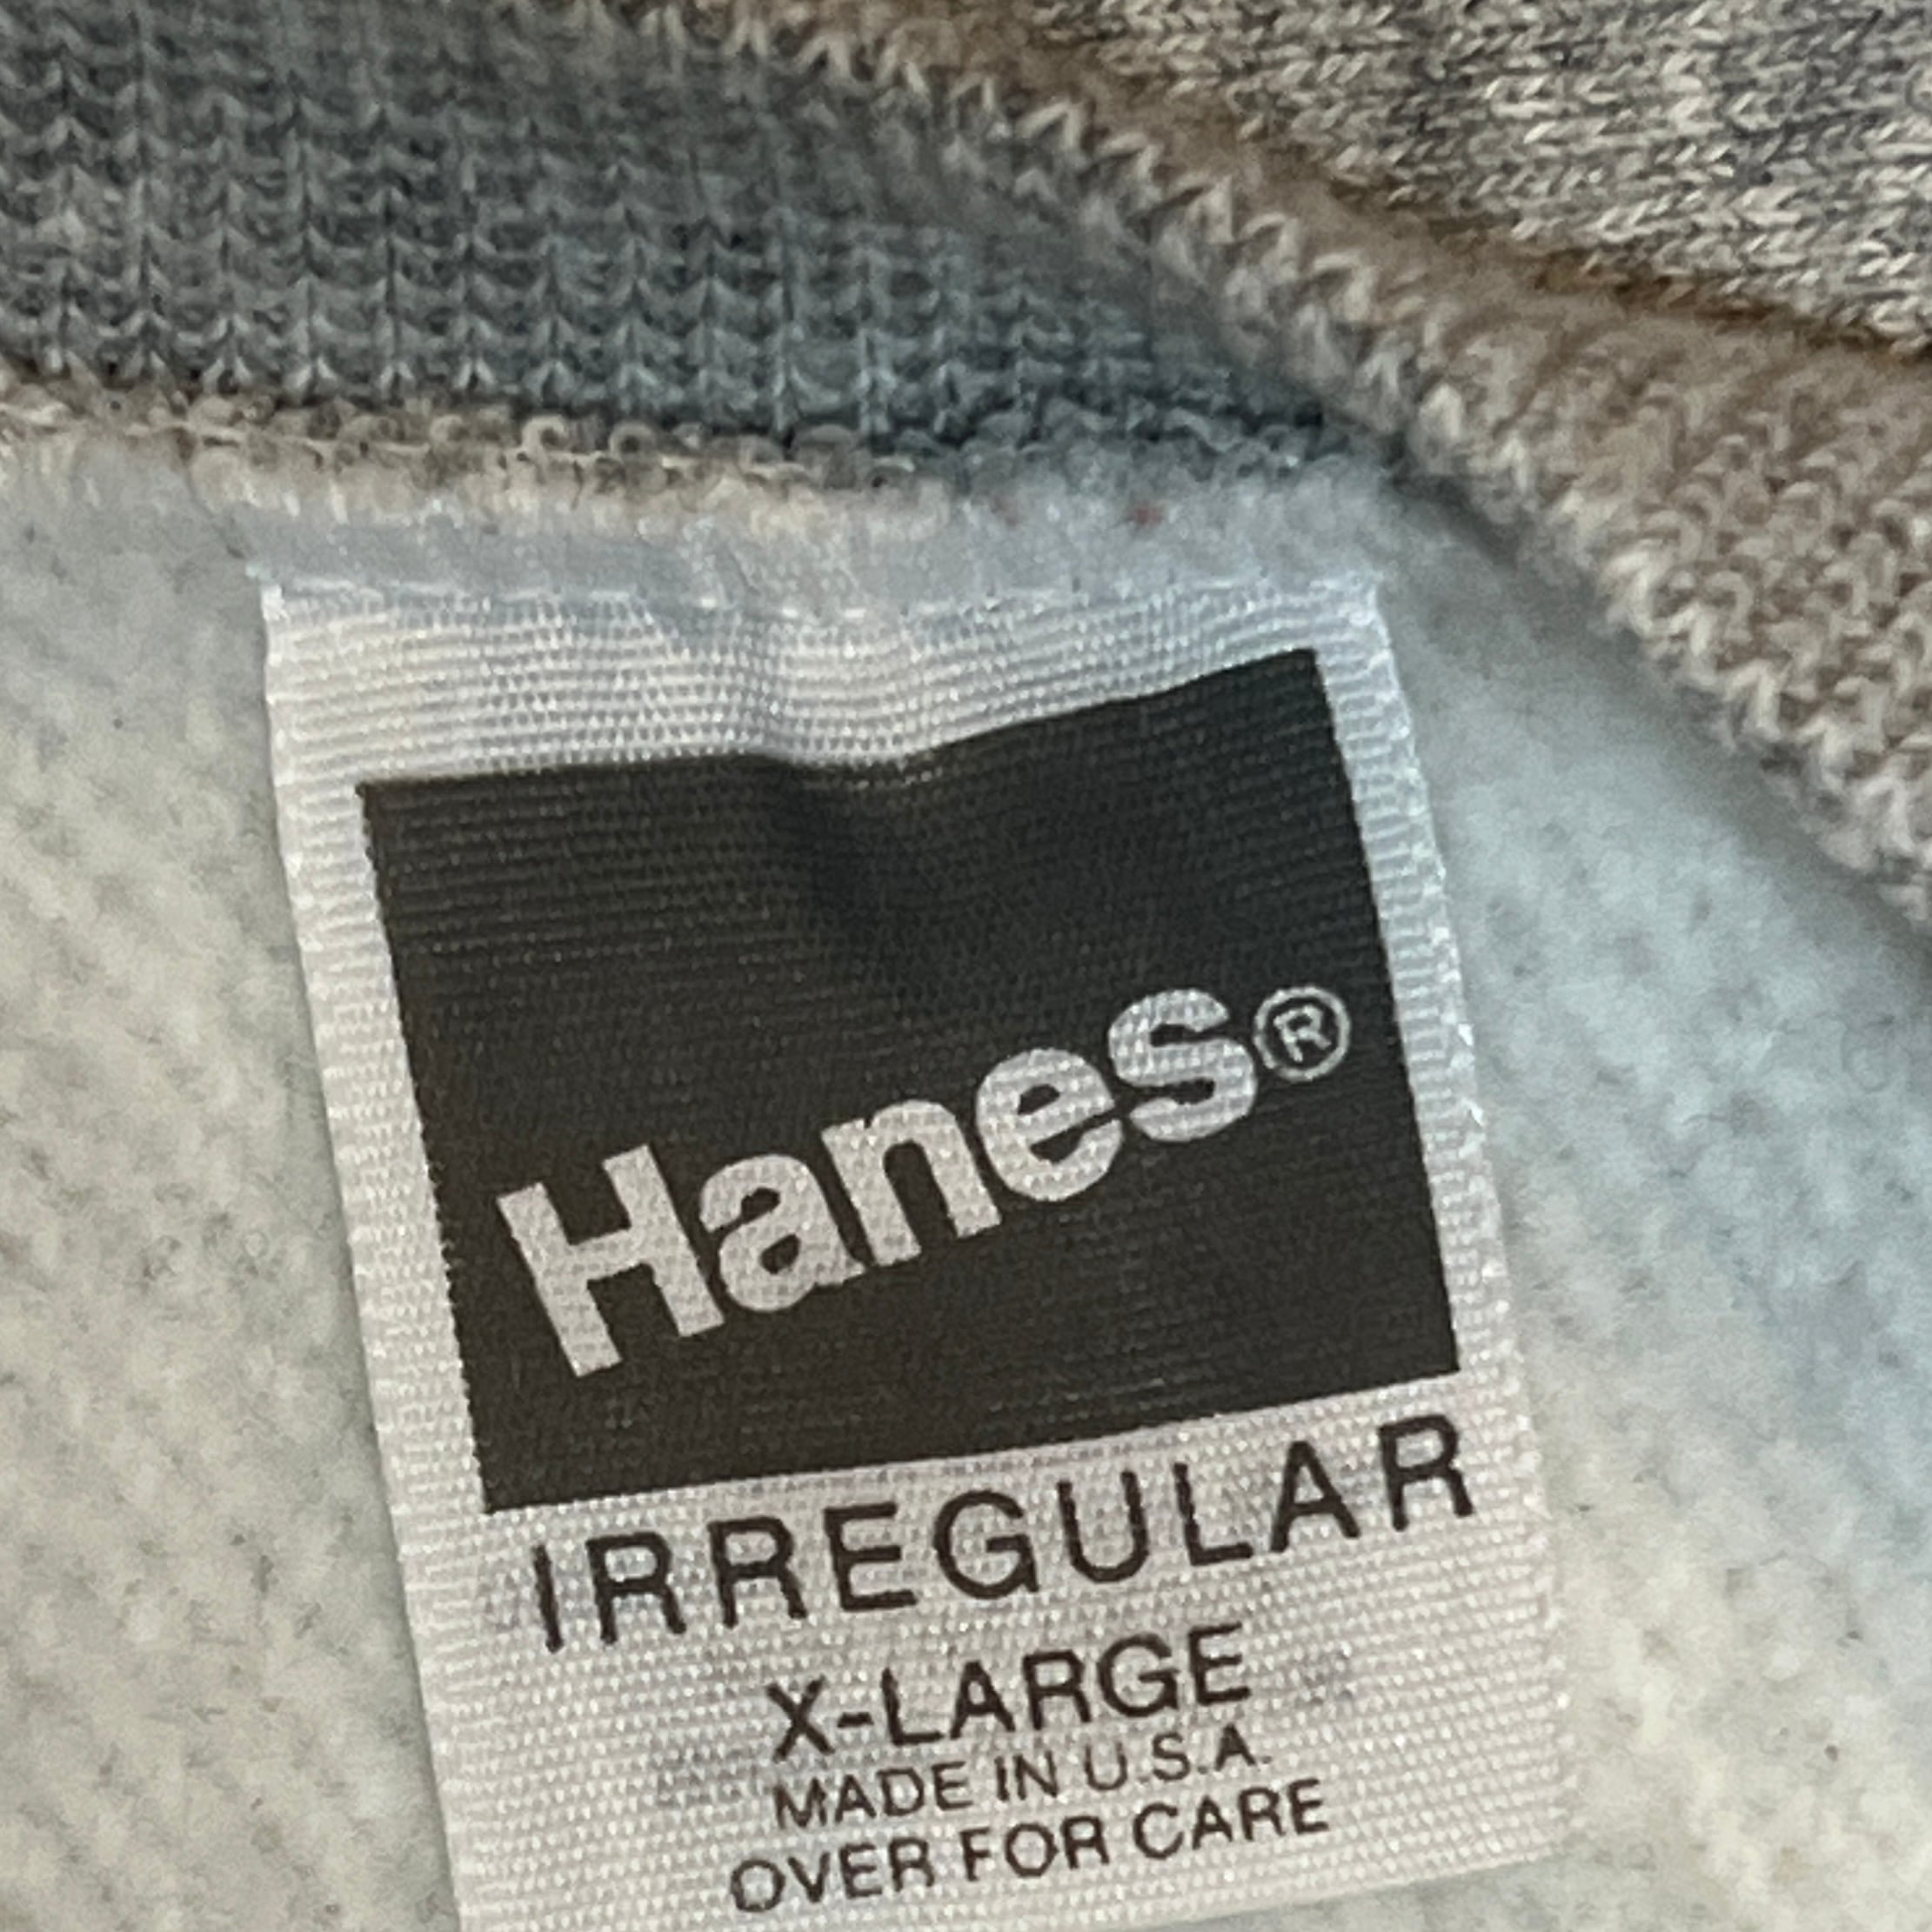 Hanes®
IRREGULAR
X-LARGE
MADE IN U.S.A.
OVER FOR CARE